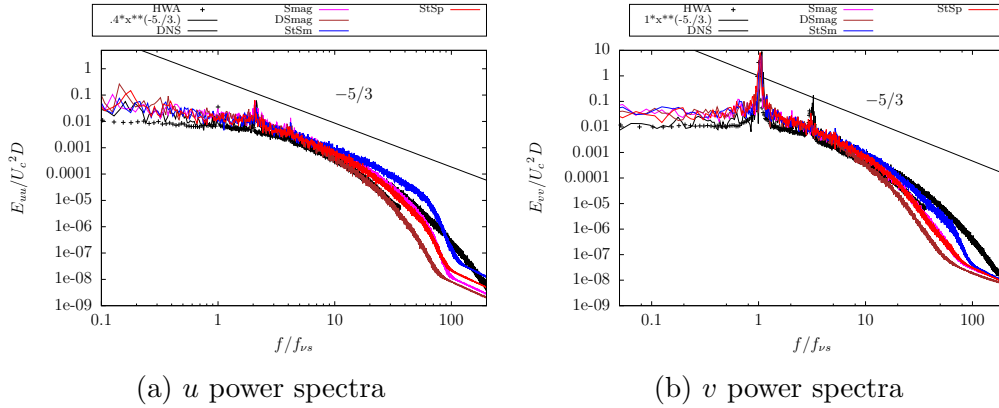 HWA
.4*x**(-5./3.)
DNS
Smag
DSmag
StSm
StSp
1
0.1
0.01
0.001
0.0001
1e-05
1e-06
1e-07
1e-08
1e-09
E_uu/U_c^2 D
−5/3
0.1 1 10 100
f/f_νs
(a) u power spectra
HWA
1*x**(-5./3.)
DNS
Smag
DSmag
StSm
StSp
10
1
0.1
0.01
0.001
0.0001
1e-05
1e-06
1e-07
1e-08
1e-09
E_vv/U_c^2 D
−5/3
0.1 1 10 100
f/f_νs
(b) v power spectra